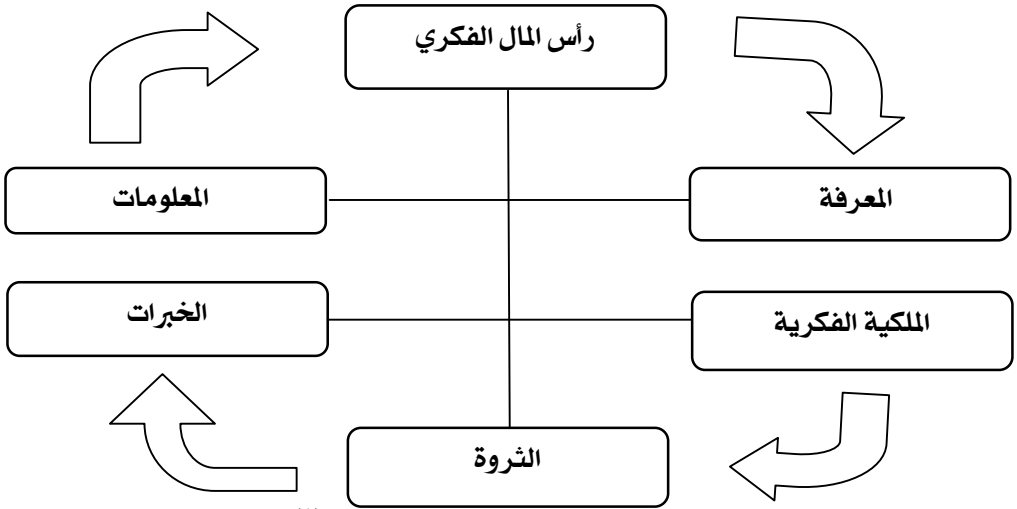 رأس المال الفكري
المعلومات
المعرفة
الخبرات
الملكية الفكرية
الثروة